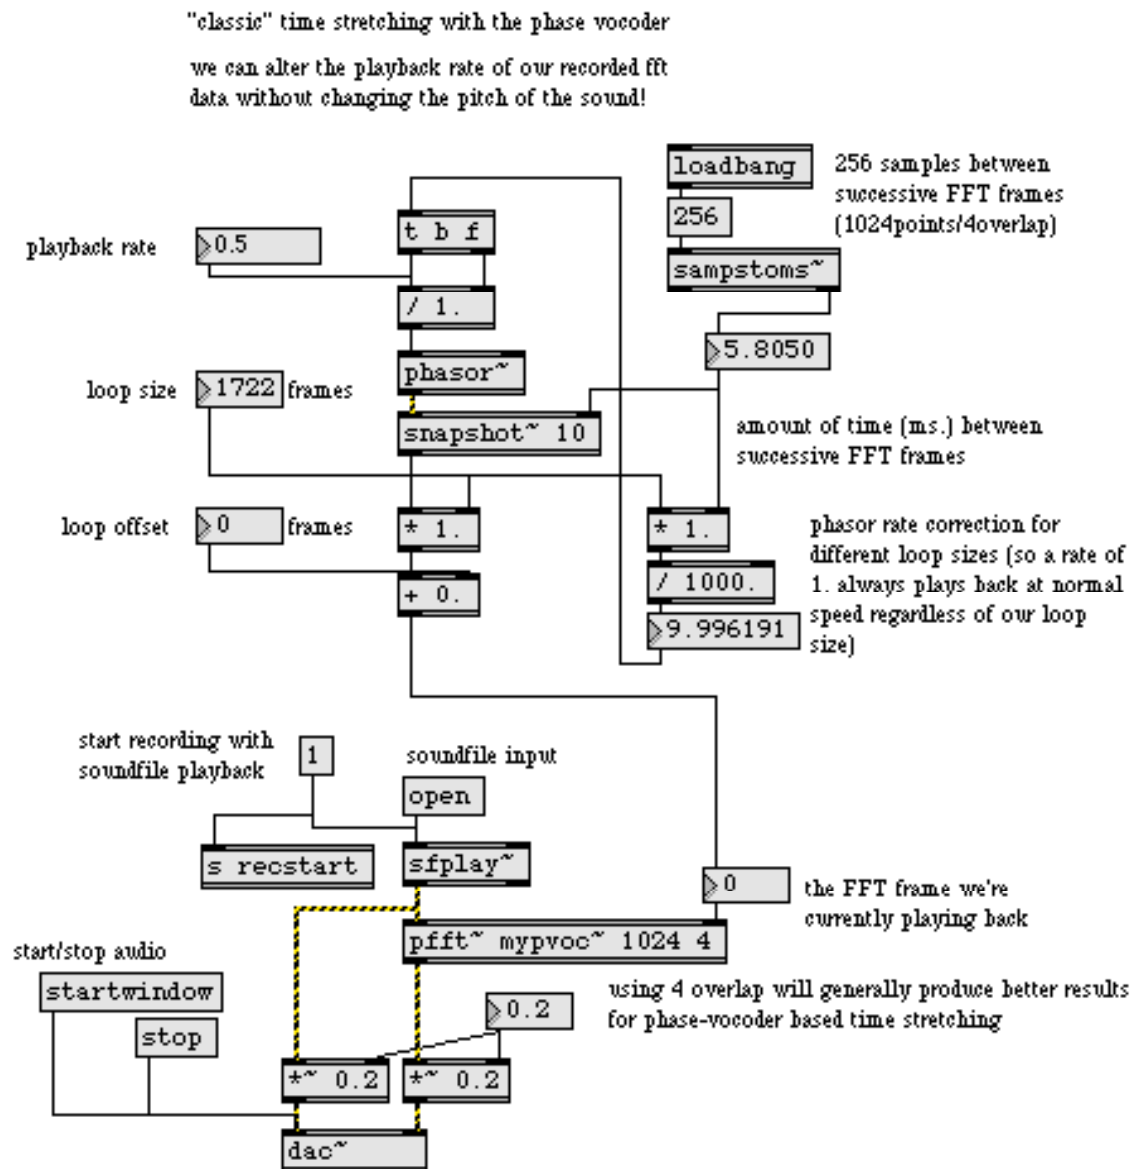 "classic" time stretching with the phase vocoder
we can alter the playback rate of our recorded fft
data without changing the pitch of the sound!
loadbang
256 samples between
successive FFT frames
(1024points/4overlap)
256
t b f
playback rate
0.5
sampstoms~
/ 1.
5.8050
phasor~
loop size
1722
frames
snapshot~ 10
amount of time (ms.) between
successive FFT frames
loop offset
0
frames
* 1.
* 1.
phasor rate correction for
different loop sizes (so a rate of
1. always plays back at normal
speed regardless of our loop
size)
+ 0.
/ 1000.
9.996191
start recording with
soundfile playback
1
soundfile input
open
s recstart
sfplay~
0
the FFT frame we're
currently playing back
pfft~ mypvoc~ 1024 4
start/stop audio
startwindow
stop
0.2
using 4 overlap will generally produce better results
for phase-vocoder based time stretching
*~ 0.2
*~ 0.2
dac~